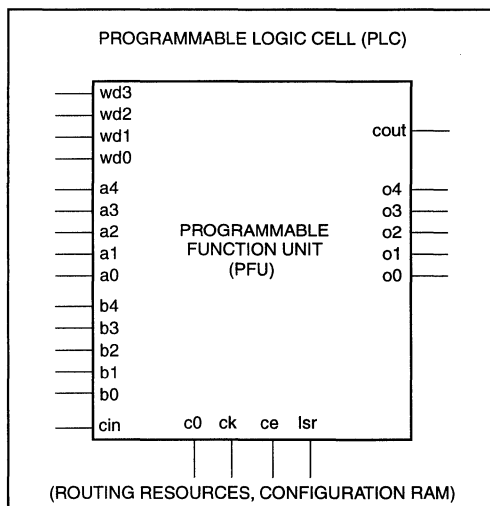 PROGRAMMABLE LOGIC CELL (PLC)
wd3
wd2
wd1
wd0
cout
a4
a3
a2
a1
a0
o4
o3
o2
o1
o0
PROGRAMMABLE
FUNCTION UNIT
(PFU)
b4
b3
b2
b1
b0
cin
c0 ck ce lsr
(ROUTING RESOURCES, CONFIGURATION RAM)